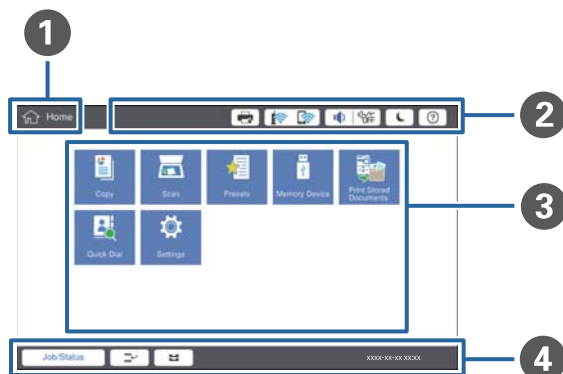 1
Home
OFF
2
Copy
Scan
Presets
Memory Device
Print Stored
Documents
3
Quick Dial
Settings
Job/Status
xxxx-xx-xx xx:xx
4